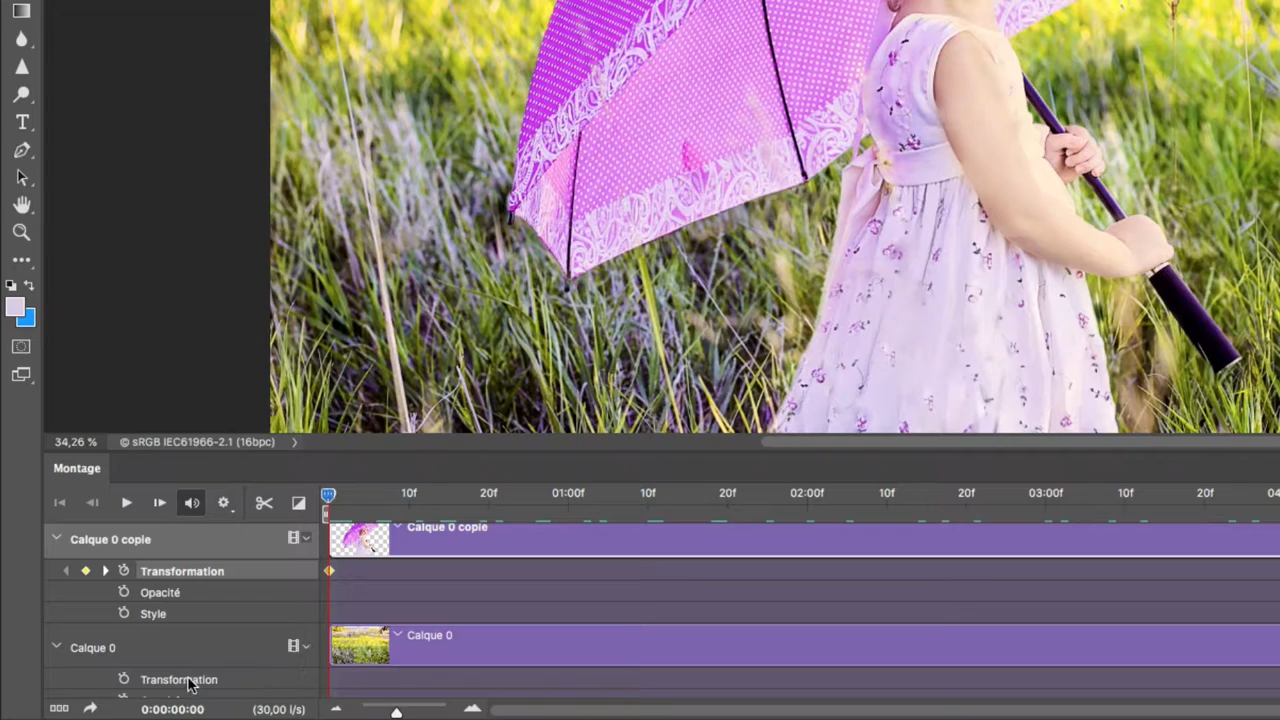 34,26 %
© sRGB IEC61966-2.1 (16bpc)
Montage
10f 20f 01:00f 10f 20f 02:00f 10f 20f 03:00f 10f 20f
Calque 0 copie
Calque 0 copie
Transformation
Opacité
Style
Calque 0
Calque 0
Transformation
0:00:00:00
(30,00 i/s)